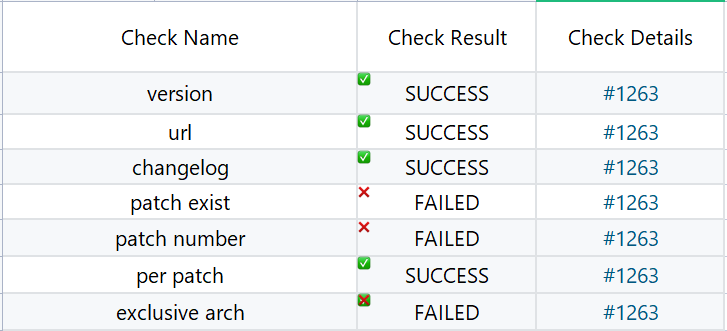 Check Name Check Result Check Details
version SUCCESS #1263
url SUCCESS #1263
changelog SUCCESS #1263
patch exist FAILED #1263
patch number FAILED #1263
per patch SUCCESS #1263
exclusive arch FAILED #1263